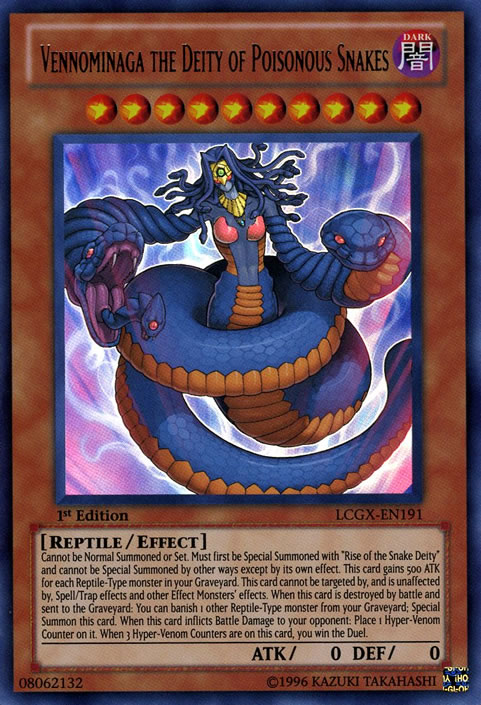 VENNOMINAGA THE DEITY OF POISONOUS SNAKES
DARK
闇
1st Edition
LCGX-EN191
[REPTILE/EFFECT]
Cannot be Normal Summoned or Set. Must first be Special Summoned with "Rise of the Snake Deity"
and cannot be Special Summoned by other ways except by its own effect. This card gains 500 ATK
for each Reptile-Type monster in your Graveyard. This card cannot be targeted by, and is unaffected
by, Spell/Trap effects and other Effect Monsters' effects. When this card is destroyed by battle and
sent to the Graveyard: You can banish 1 other Reptile-Type monster from your Graveyard; Special
Summon this card. When this card inflicts Battle Damage to your opponent: Place 1 Hyper-Venom
Counter on it. When 3 Hyper-Venom Counters are on this card, you win the Duel.
ATK/ 0 DEF/ 0
08062132
©1996 KAZUKI TAKAHASHI